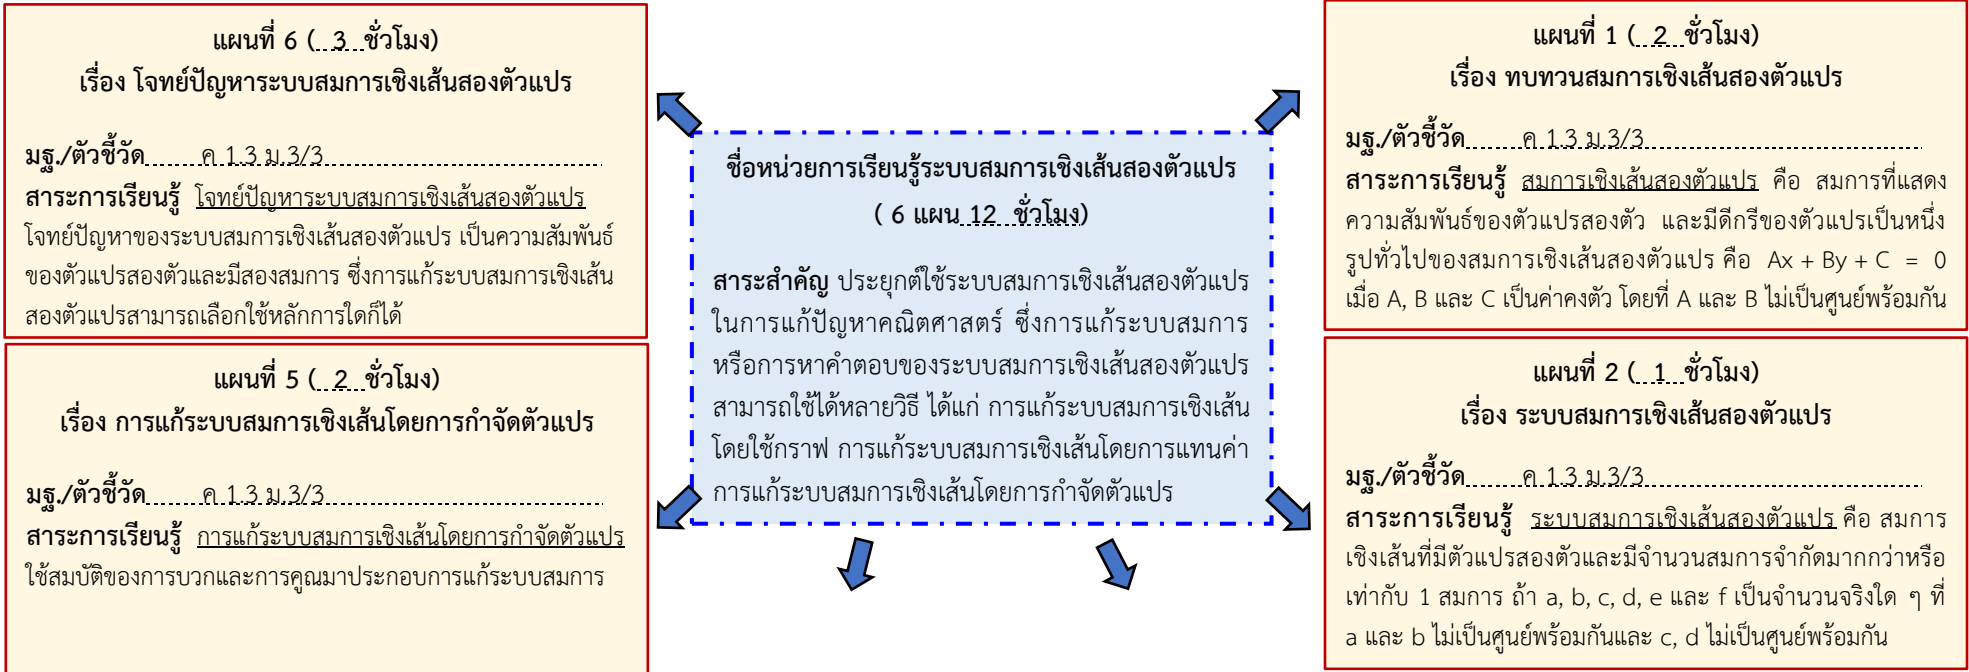 แผนที่ 6 ( 3 ชั่วโมง)
เรื่อง โจทย์ปัญหาระบบสมการเชิงเส้นสองตัวแปร
มฐ./ตัวชี้วัด ค 1.3 ม.3/3
สาระการเรียนรู้ โจทย์ปัญหาระบบสมการเชิงเส้นสองตัวแปร
โจทย์ปัญหาของระบบสมการเชิงเส้นสองตัวแปร เป็นความสัมพันธ์
ของตัวแปรสองตัวและมีสองสมการ ซึ่งการแก้ระบบสมการเชิงเส้น
สองตัวแปรสามารถเลือกใช้หลักการใดก็ได้
แผนที่ 5 ( 2 ชั่วโมง)
เรื่อง การแก้ระบบสมการเชิงเส้นโดยการกำจัดตัวแปร
มฐ./ตัวชี้วัด ค 1.3 ม.3/3
สาระการเรียนรู้ การแก้ระบบสมการเชิงเส้นโดยการกำจัดตัวแปร
ใช้สมบัติของการบวกและการคูณมาประกอบการแก้ระบบสมการ
ชื่อหน่วยการเรียนรู้ระบบสมการเชิงเส้นสองตัวแปร
( 6 แผน 12 ชั่วโมง)
สาระสำคัญ ประยุกต์ใช้ระบบสมการเชิงเส้นสองตัวแปร
ในการแก้ปัญหาคณิตศาสตร์ ซึ่งการแก้ระบบสมการ
หรือการหาคำตอบของระบบสมการเชิงเส้นสองตัวแปร
สามารถใช้ได้หลายวิธี ได้แก่ การแก้ระบบสมการเชิงเส้น
โดยใช้กราฟ การแก้ระบบสมการเชิงเส้นโดยการแทนค่า
การแก้ระบบสมการเชิงเส้นโดยการกำจัดตัวแปร
แผนที่ 1 ( 2 ชั่วโมง)
เรื่อง ทบทวนสมการเชิงเส้นสองตัวแปร
มฐ./ตัวชี้วัด ค 1.3 ม.3/3
สาระการเรียนรู้ สมการเชิงเส้นสองตัวแปร คือ สมการที่แสดง
ความสัมพันธ์ของตัวแปรสองตัว และมีดีกรีของตัวแปรเป็นหนึ่ง
รูปทั่วไปของสมการเชิงเส้นสองตัวแปร คือ Ax + By + C = 0
เมื่อ A, B และ C เป็นค่าคงตัว โดยที่ A และ B ไม่เป็นศูนย์พร้อมกัน
แผนที่ 2 ( 1 ชั่วโมง)
เรื่อง ระบบสมการเชิงเส้นสองตัวแปร
มฐ./ตัวชี้วัด ค 1.3 ม.3/3
สาระการเรียนรู้ ระบบสมการเชิงเส้นสองตัวแปร คือ สมการ
เชิงเส้นที่มีตัวแปรสองตัวและมีจำนวนสมการจำกัดมากกว่าหรือ
เท่ากับ 1 สมการ ถ้า a, b, c, d, e และ f เป็นจำนวนจริงใด ๆ ที่
a และ b ไม่เป็นศูนย์พร้อมกันและ c, d ไม่เป็นศูนย์พร้อมกัน